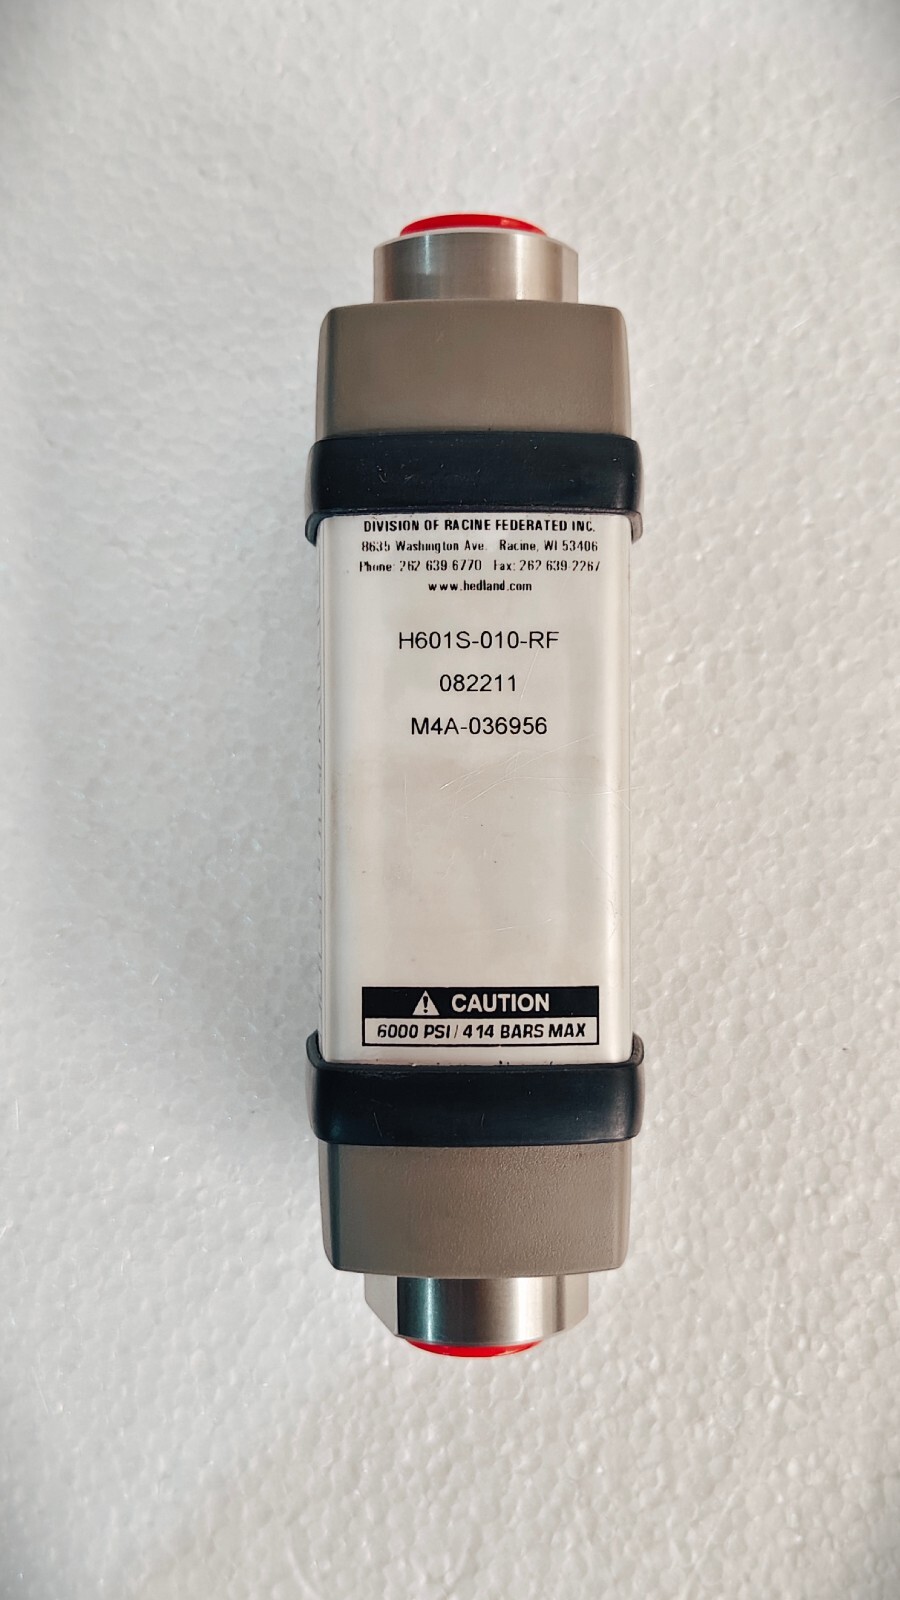 DIVISION OF RACINE FEDERATED INC.
8635 Washington Ave. Racine, WI 53406
Phone: 262 639-6770 Fax: 262 639-2267
www.hedland.com
H601S-010-RF
082211
M4A-036956
CAUTION
6000 PSI / 414 BARS MAX